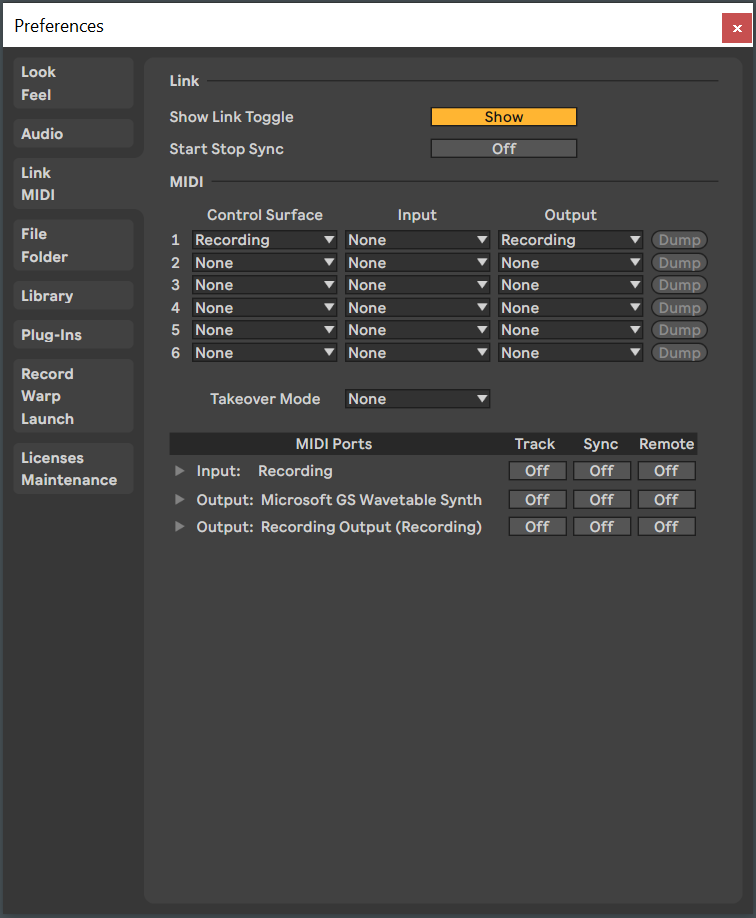 Preferences
x
Look
Feel
Audio
Link
MIDI
File
Folder
Library
Plug-Ins
Record
Warp
Launch
Licenses
Maintenance
Link
Show Link Toggle Show
Start Stop Sync Off
MIDI
Control Surface Input Output
1 Recording None Recording Dump
2 None None None Dump
3 None None None Dump
4 None None None Dump
5 None None None Dump
6 None None None Dump
Takeover Mode None
MIDI Ports Track Sync Remote
Input: Recording Off Off Off
Output: Microsoft GS Wavetable Synth Off Off Off
Output: Recording Output (Recording) Off Off Off